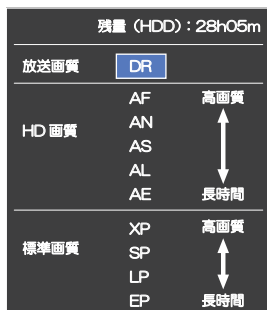 残量（HDD）：28h05m
放送画質 DR
AF 高画質
AN
HD 画質 AS
AL
AE 長時間
XP 高画質
標準画質 SP
LP
EP 長時間